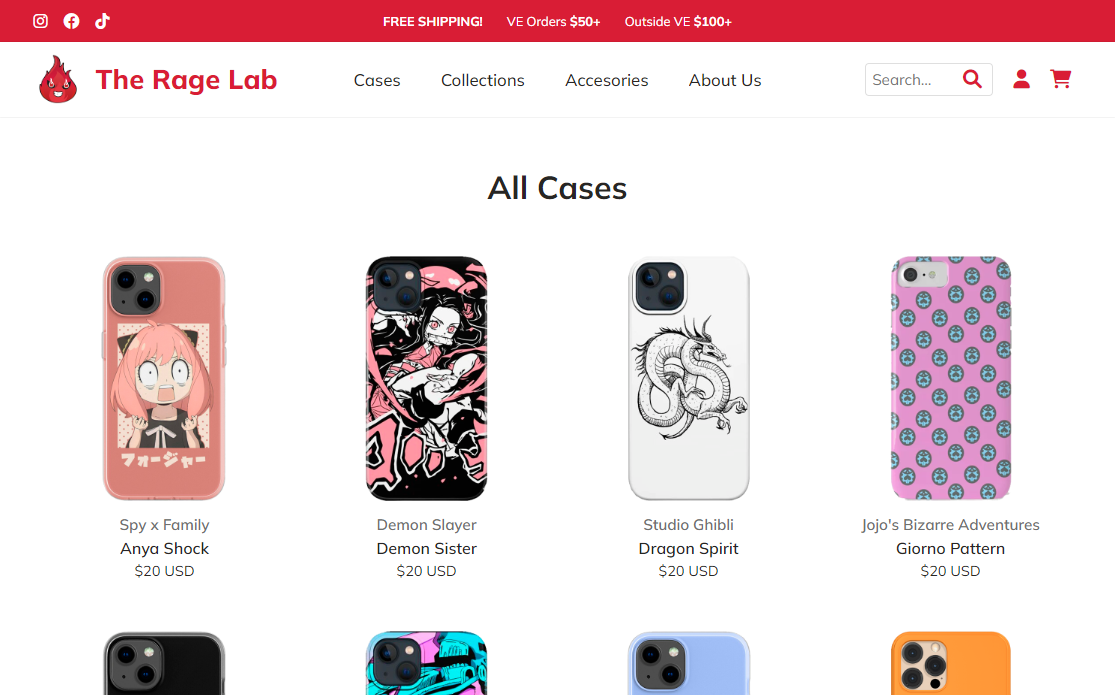 FREE SHIPPING! VE Orders $50+ Outside VE $100+
The Rage Lab Cases Collections Accesories About Us Search...
All Cases
フォージャー
Spy x Family Demon Slayer Studio Ghibli Jojo's Bizarre Adventures
Anya Shock Demon Sister Dragon Spirit Giorno Pattern
$20 USD $20 USD $20 USD $20 USD